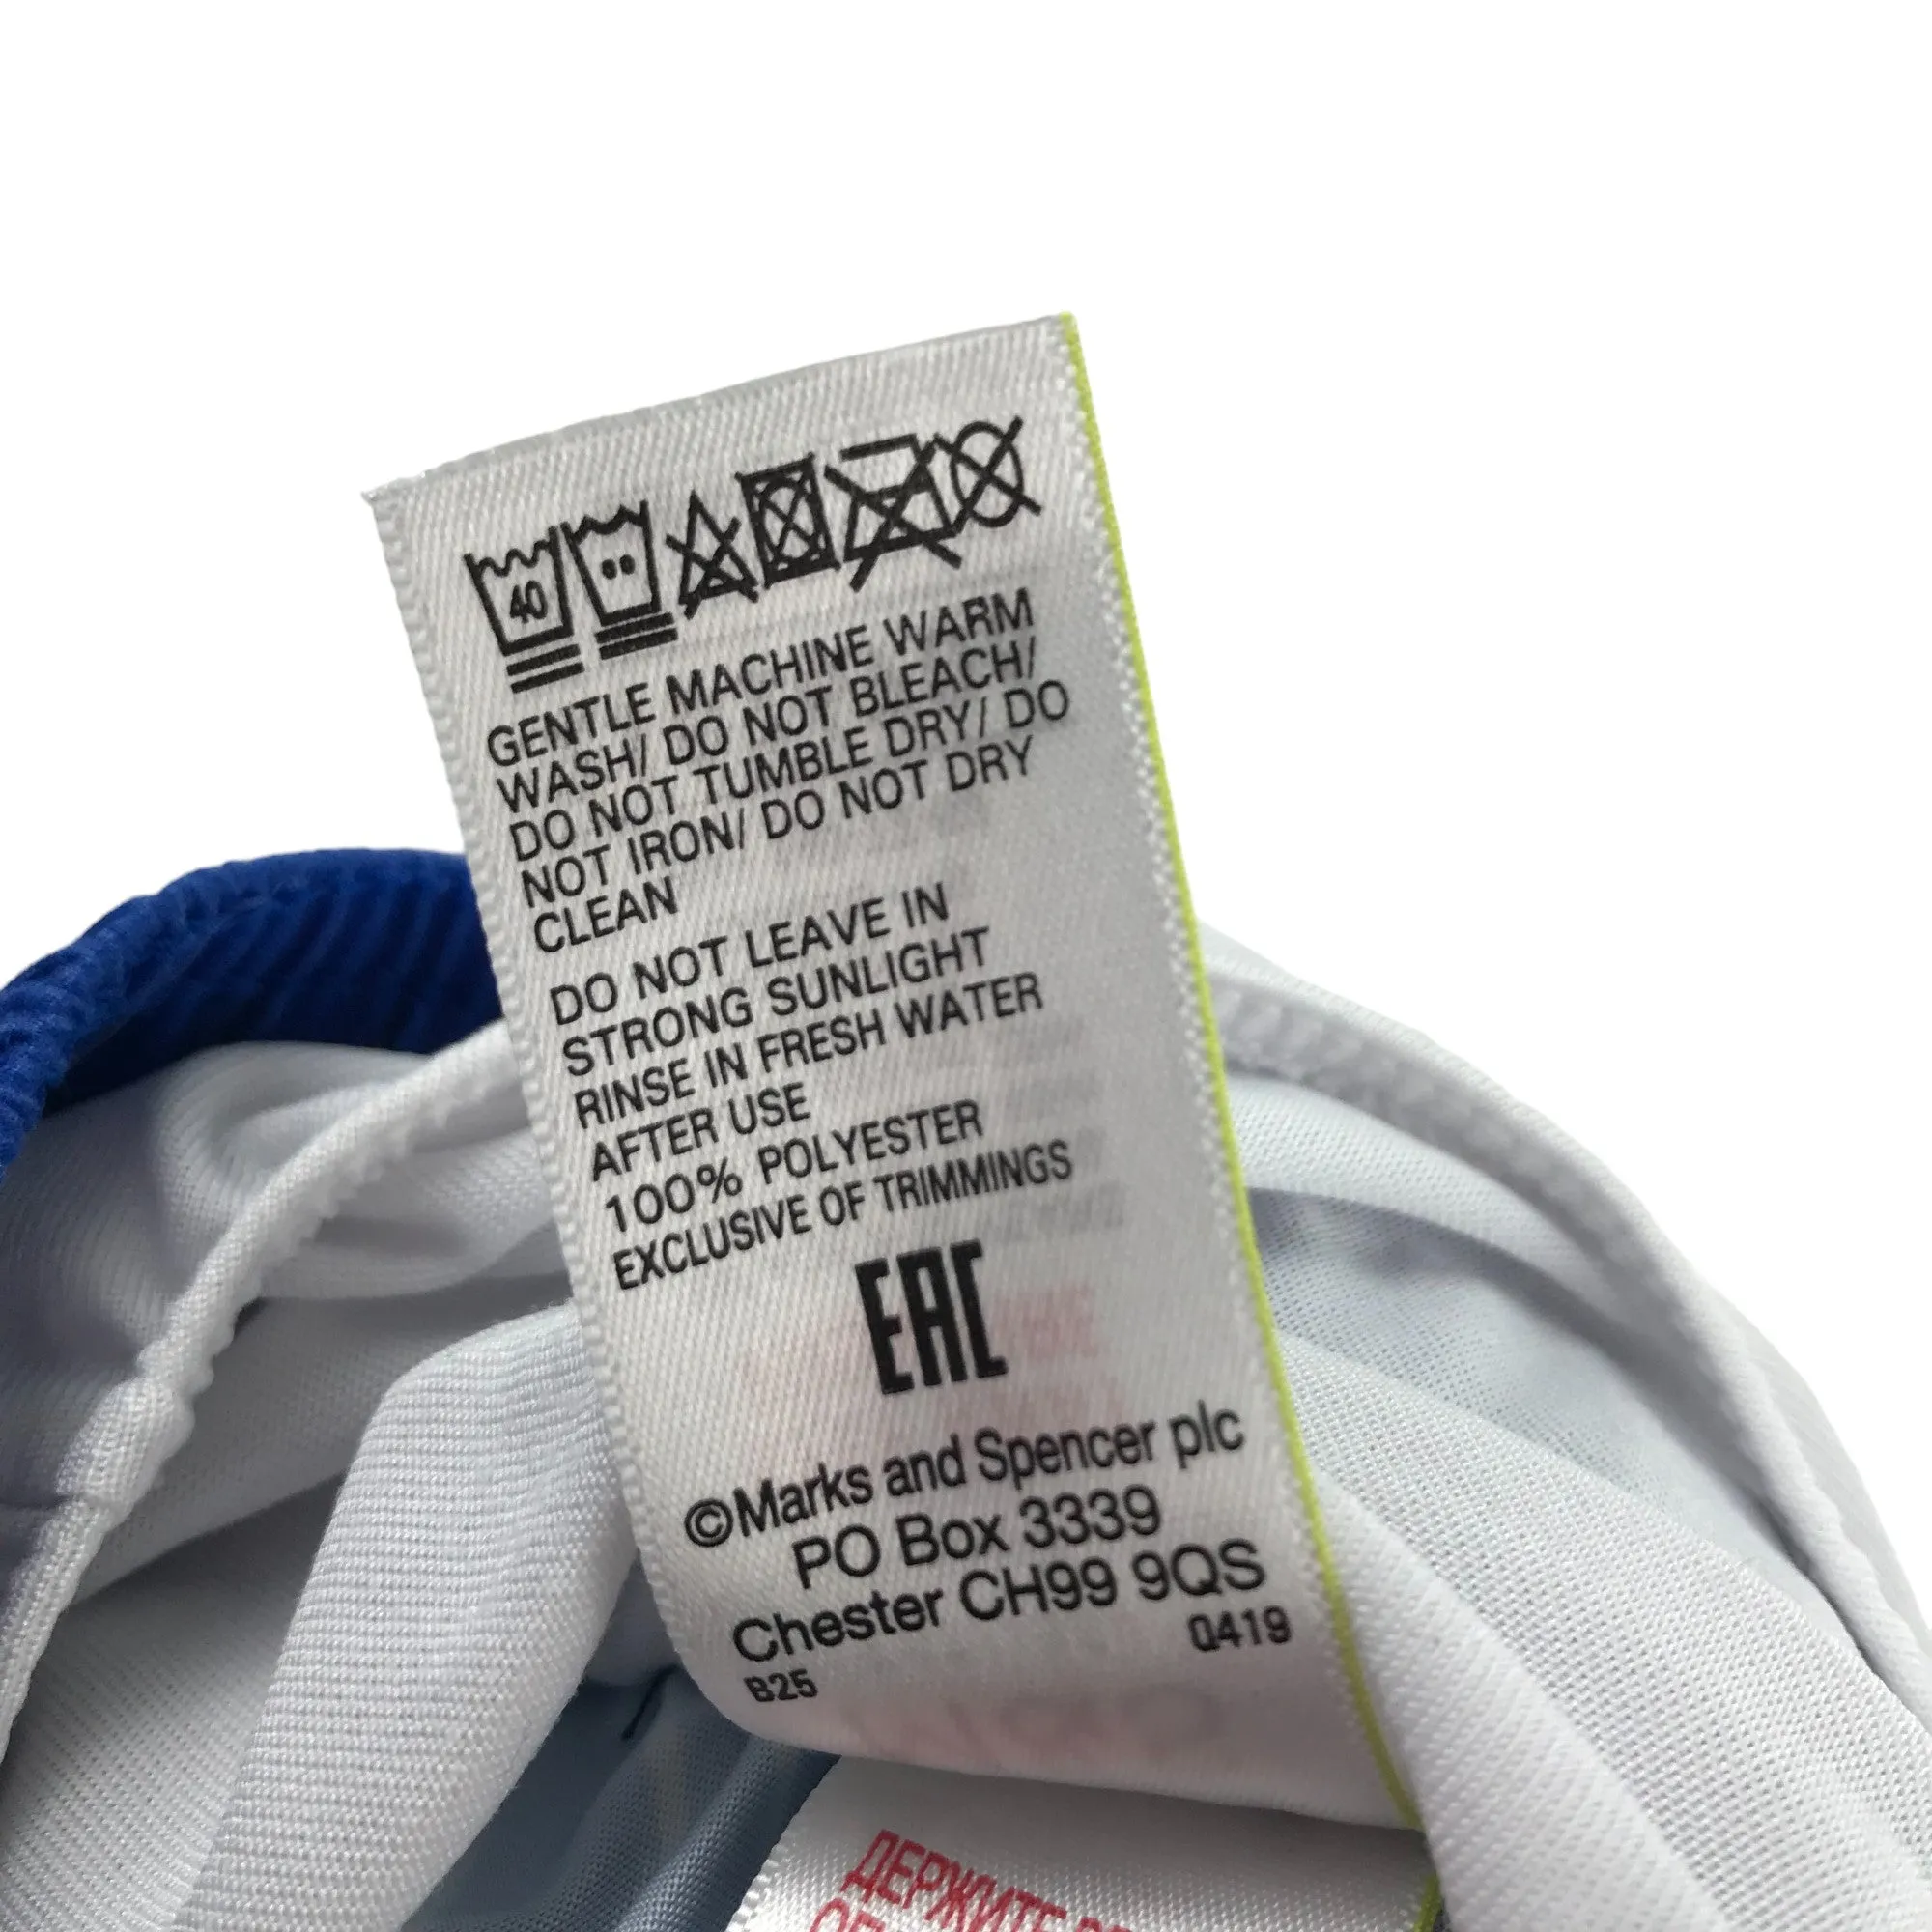 40
GENTLE MACHINE WARM
WASH/ DO NOT BLEACH/
DO NOT TUMBLE DRY/ DO
NOT IRON/ DO NOT DRY
CLEAN
DO NOT LEAVE IN
STRONG SUNLIGHT
RINSE IN FRESH WATER
AFTER USE
100% POLYESTER
EXCLUSIVE OF TRIMMINGS
EAC
©Marks and Spencer plc
PO Box 3339
Chester CH99 9QS
B25 0419
ДЕРЖИТЕ